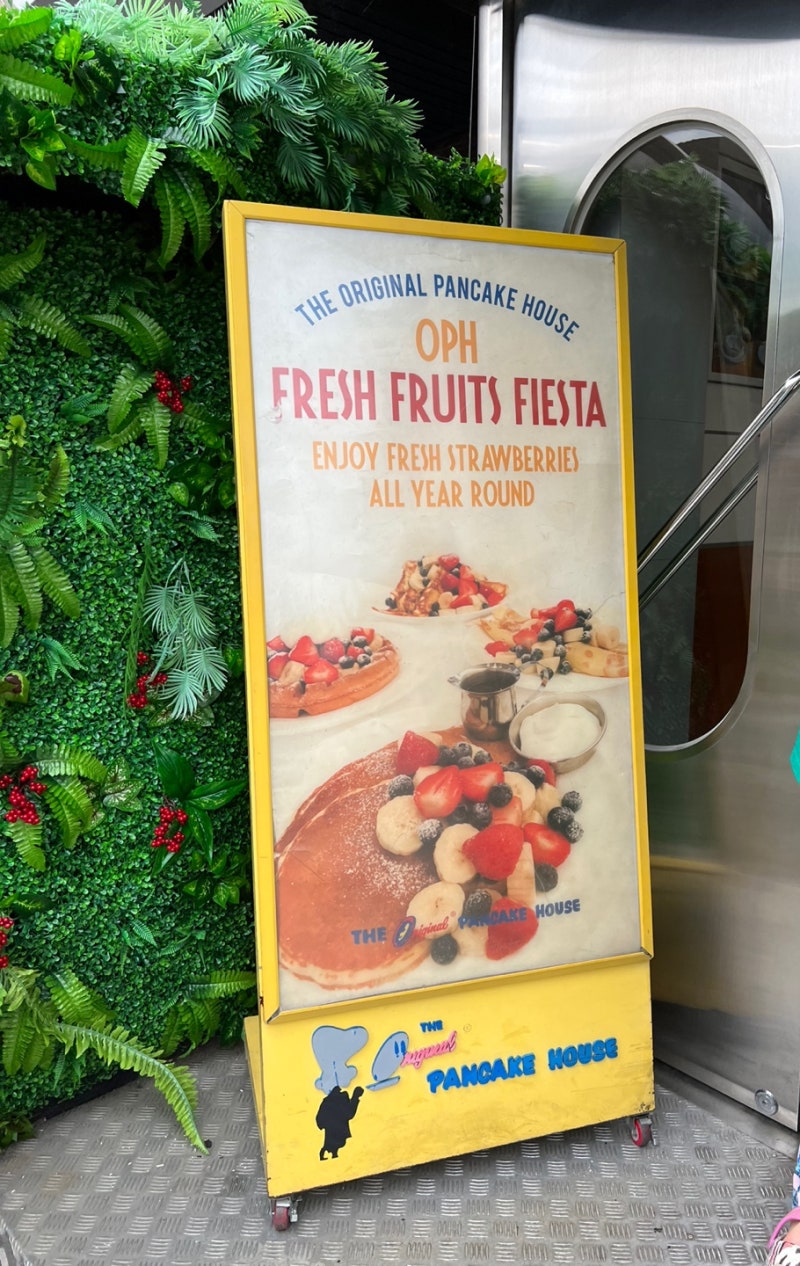 THE ORIGINAL PANCAKE HOUSE
OPH
FRESH FRUITS FIESTA
ENJOY FRESH STRAWBERRIES
ALL YEAR ROUND
THE Original® PANCAKE HOUSE
THE
Original
PANCAKE HOUSE